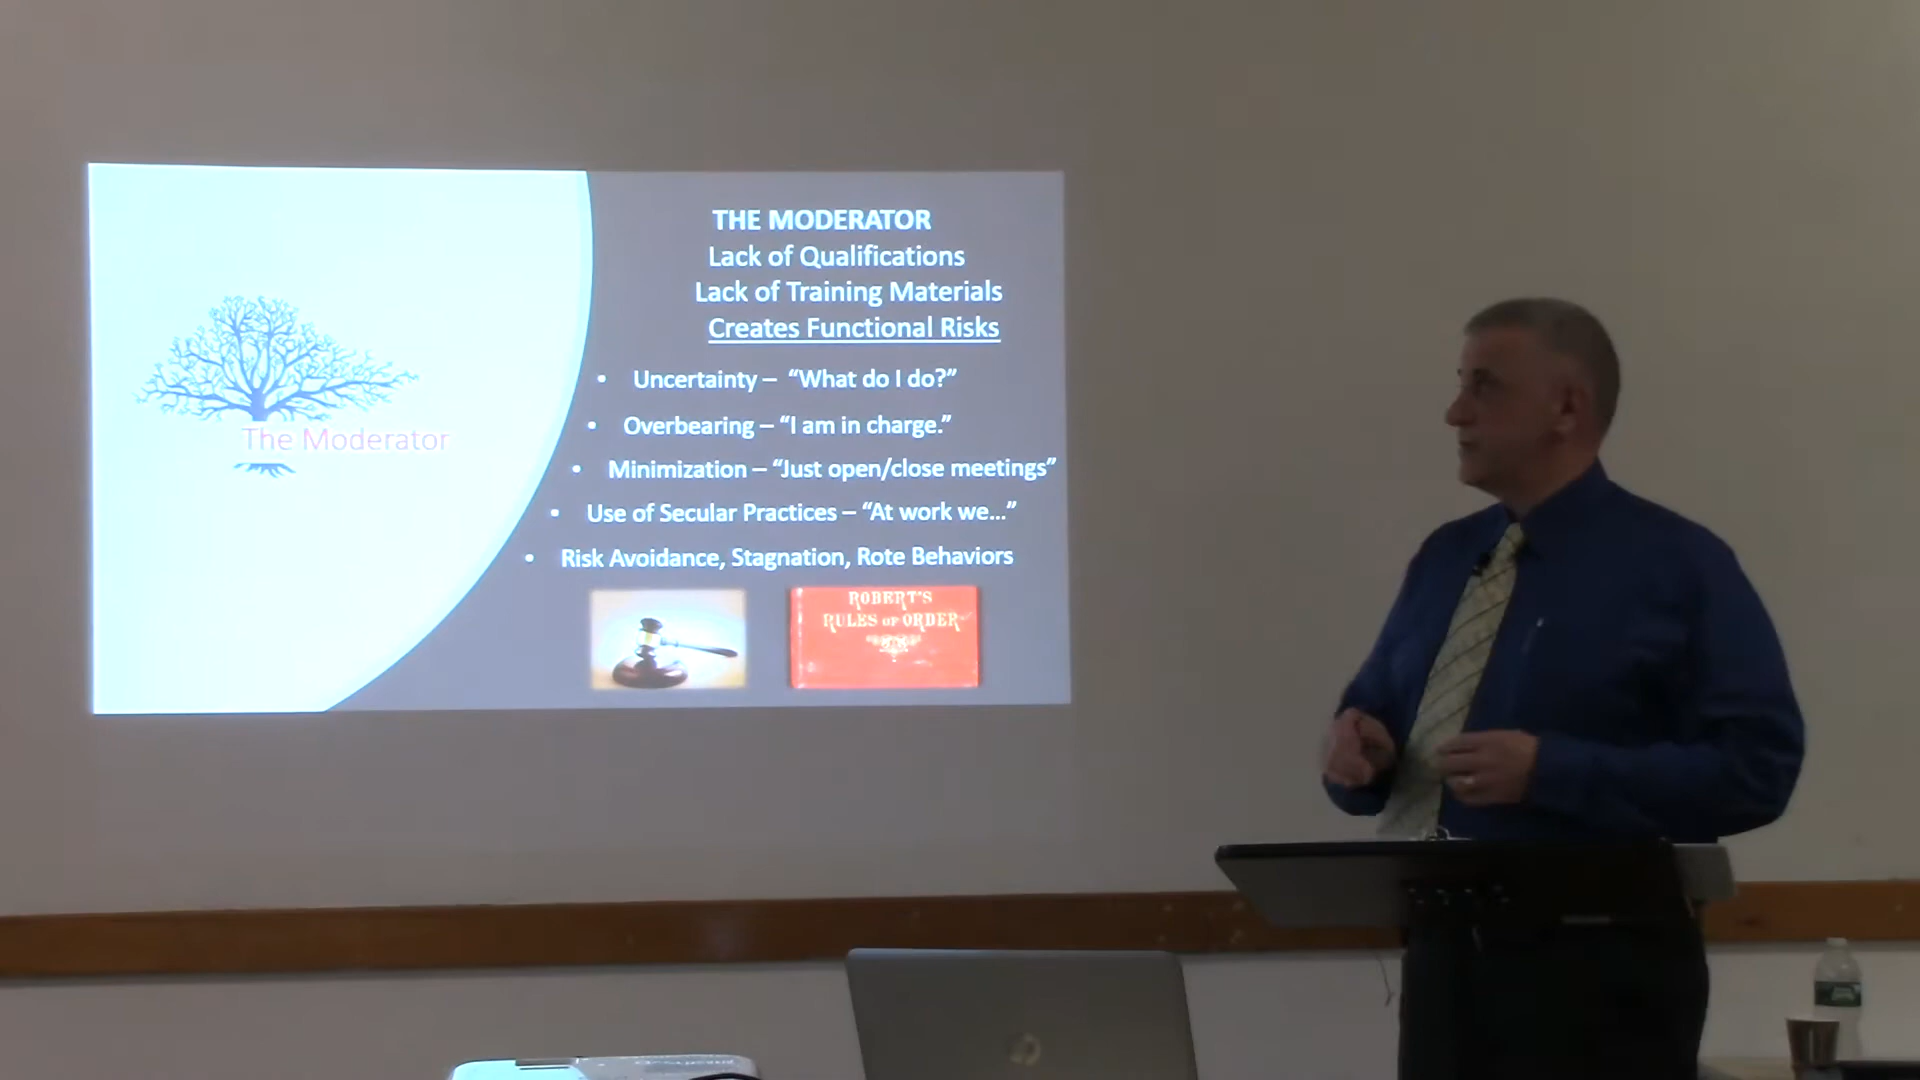 The Moderator
THE MODERATOR
Lack of Qualifications
Lack of Training Materials
Creates Functional Risks
• Uncertainty – “What do I do?”
• Overbearing – “I am in charge.”
• Minimization – “Just open/close meetings”
• Use of Secular Practices – “At work we...”
• Risk Avoidance, Stagnation, Rote Behaviors
ROBERT'S
RULES OF ORDER
hp